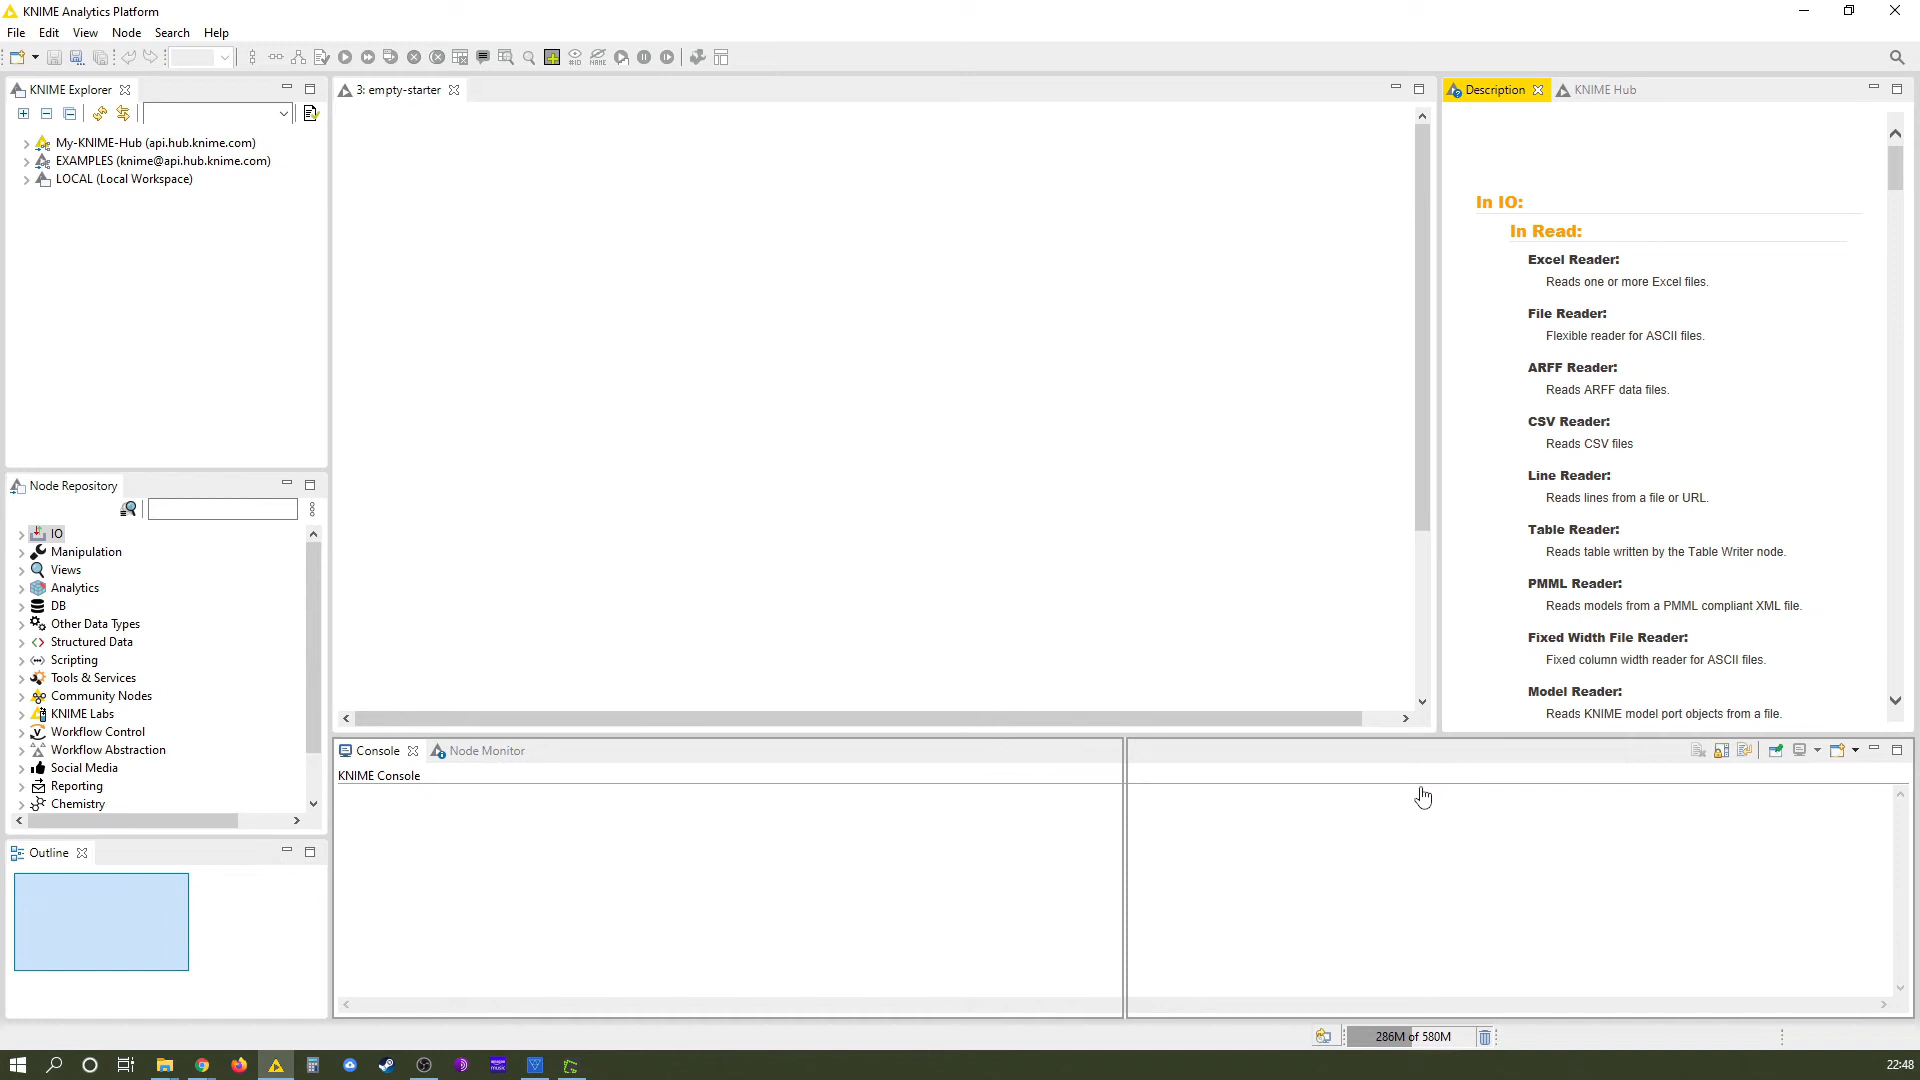 KNIME Analytics Platform
File Edit View Node Search Help
KNIME Explorer
3: empty-starter
Description
KNIME Hub
My-KNIME-Hub (api.hub.knime.com)
EXAMPLES (knime@api.hub.knime.com)
LOCAL (Local Workspace)
Node Repository
IO
Manipulation
Views
Analytics
DB
Other Data Types
Structured Data
Scripting
Tools & Services
Community Nodes
KNIME Labs
Workflow Control
Workflow Abstraction
Social Media
Reporting
Chemistry
Outline
In IO:
In Read:
Excel Reader:
Reads one or more Excel files.
File Reader:
Flexible reader for ASCII files.
ARFF Reader:
Reads ARFF data files.
CSV Reader:
Reads CSV files
Line Reader:
Reads lines from a file or URL.
Table Reader:
Reads table written by the Table Writer node.
PMML Reader:
Reads models from a PMML compliant XML file.
Fixed Width File Reader:
Fixed column width reader for ASCII files.
Model Reader:
Reads KNIME model port objects from a file.
Console
Node Monitor
KNIME Console
286M of 580M
22:48